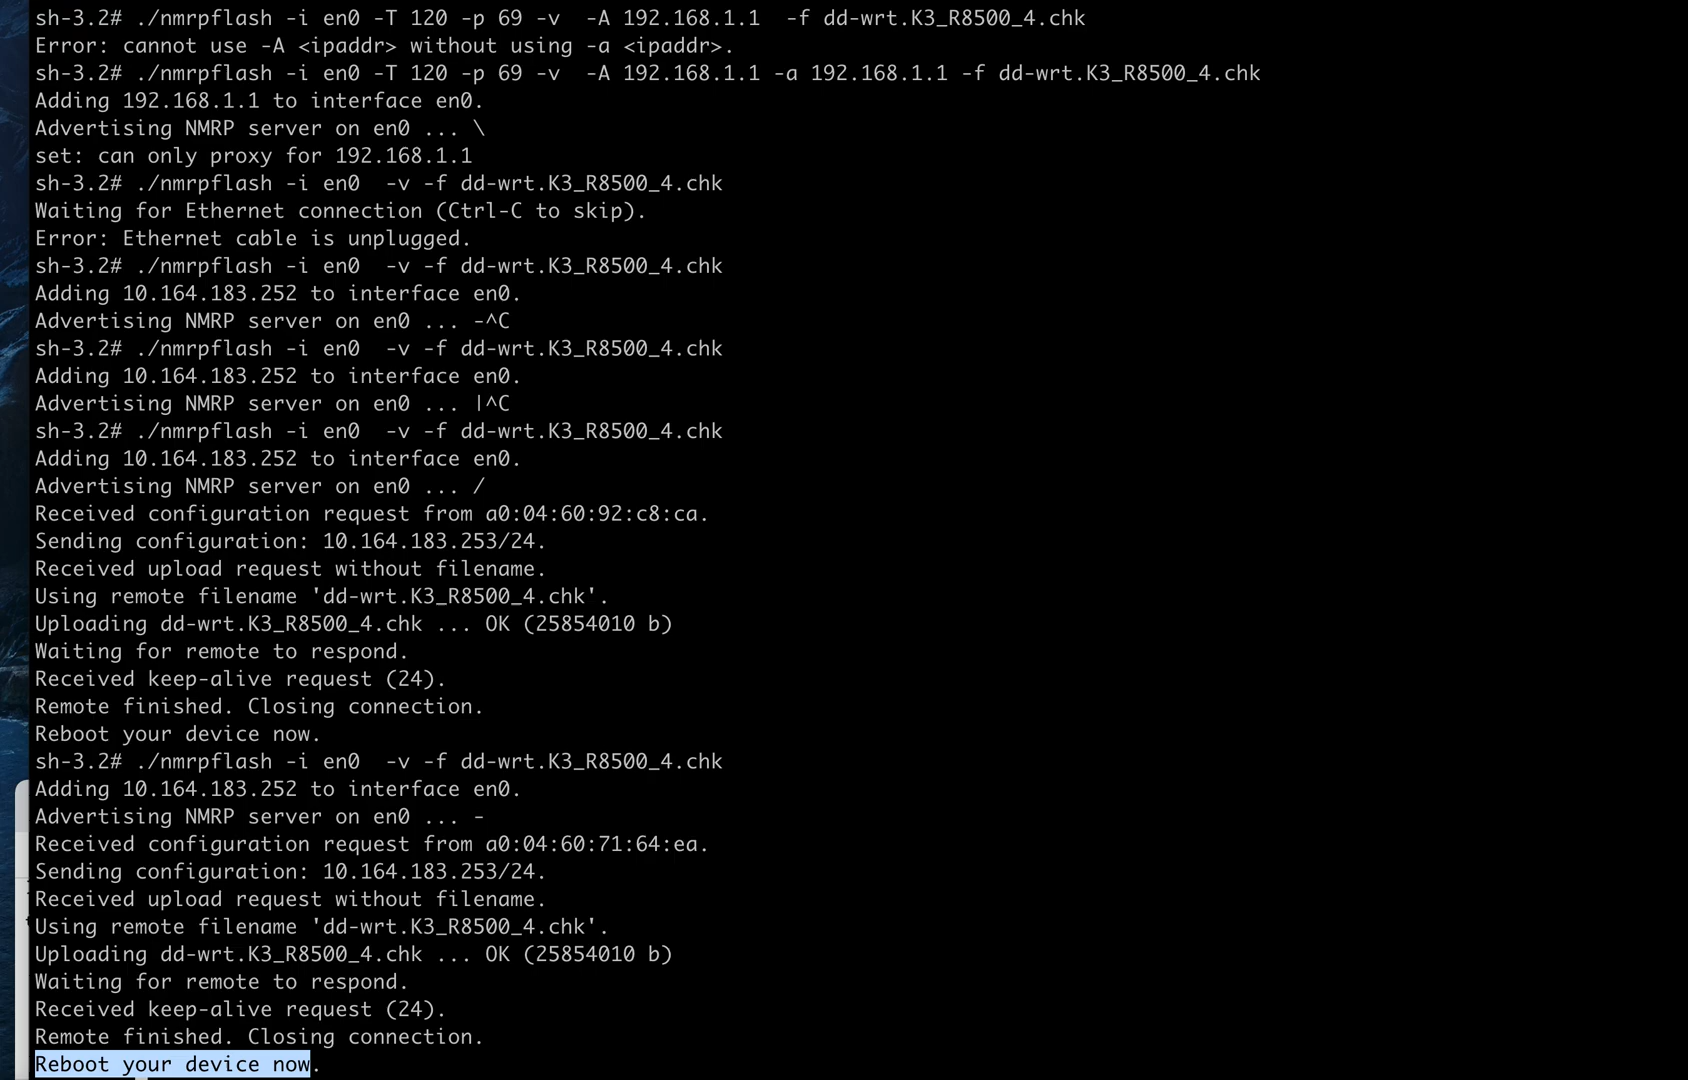 sh-3.2# ./nmrpflash -i en0 -T 120 -p 69 -v  -A 192.168.1.1  -f dd-wrt.K3_R8500_4.chk
Error: cannot use -A <ipaddr> without using -a <ipaddr>.
sh-3.2# ./nmrpflash -i en0 -T 120 -p 69 -v  -A 192.168.1.1 -a 192.168.1.1 -f dd-wrt.K3_R8500_4.chk
Adding 192.168.1.1 to interface en0.
Advertising NMRP server on en0 ... \
set: can only proxy for 192.168.1.1
sh-3.2# ./nmrpflash -i en0  -v -f dd-wrt.K3_R8500_4.chk
Waiting for Ethernet connection (Ctrl-C to skip).
Error: Ethernet cable is unplugged.
sh-3.2# ./nmrpflash -i en0  -v -f dd-wrt.K3_R8500_4.chk
Adding 10.164.183.252 to interface en0.
Advertising NMRP server on en0 ... -^C
sh-3.2# ./nmrpflash -i en0  -v -f dd-wrt.K3_R8500_4.chk
Adding 10.164.183.252 to interface en0.
Advertising NMRP server on en0 ... |^C
sh-3.2# ./nmrpflash -i en0  -v -f dd-wrt.K3_R8500_4.chk
Adding 10.164.183.252 to interface en0.
Advertising NMRP server on en0 ... /
Received configuration request from a0:04:60:92:c8:ca.
Sending configuration: 10.164.183.253/24.
Received upload request without filename.
Using remote filename 'dd-wrt.K3_R8500_4.chk'.
Uploading dd-wrt.K3_R8500_4.chk ... OK (25854010 b)
Waiting for remote to respond.
Received keep-alive request (24).
Remote finished. Closing connection.
Reboot your device now.
sh-3.2# ./nmrpflash -i en0  -v -f dd-wrt.K3_R8500_4.chk
Adding 10.164.183.252 to interface en0.
Advertising NMRP server on en0 ... -
Received configuration request from a0:04:60:71:64:ea.
Sending configuration: 10.164.183.253/24.
Received upload request without filename.
Using remote filename 'dd-wrt.K3_R8500_4.chk'.
Uploading dd-wrt.K3_R8500_4.chk ... OK (25854010 b)
Waiting for remote to respond.
Received keep-alive request (24).
Remote finished. Closing connection.
Reboot your device now.